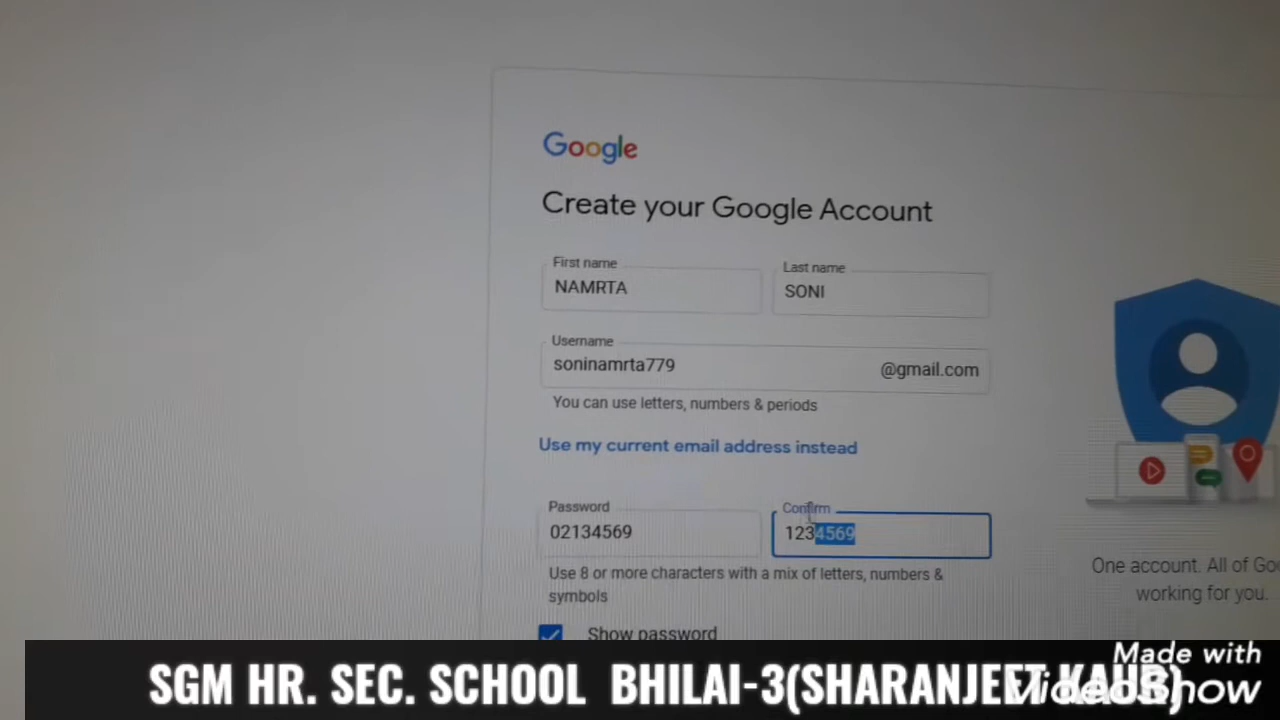 Google
Create your Google Account
First name
NAMRTA
Last name
SONI
Username
soninamrta779
@gmail.com
You can use letters, numbers & periods
Use my current email address instead
Password
02134569
Confirm
1234569
Use 8 or more characters with a mix of letters, numbers &
symbols
Show password
One account. All of Go
working for you.
SGM HR. SEC. SCHOOL BHILAI-3(SHARANJEET KAUR)
Made with
VideoShow